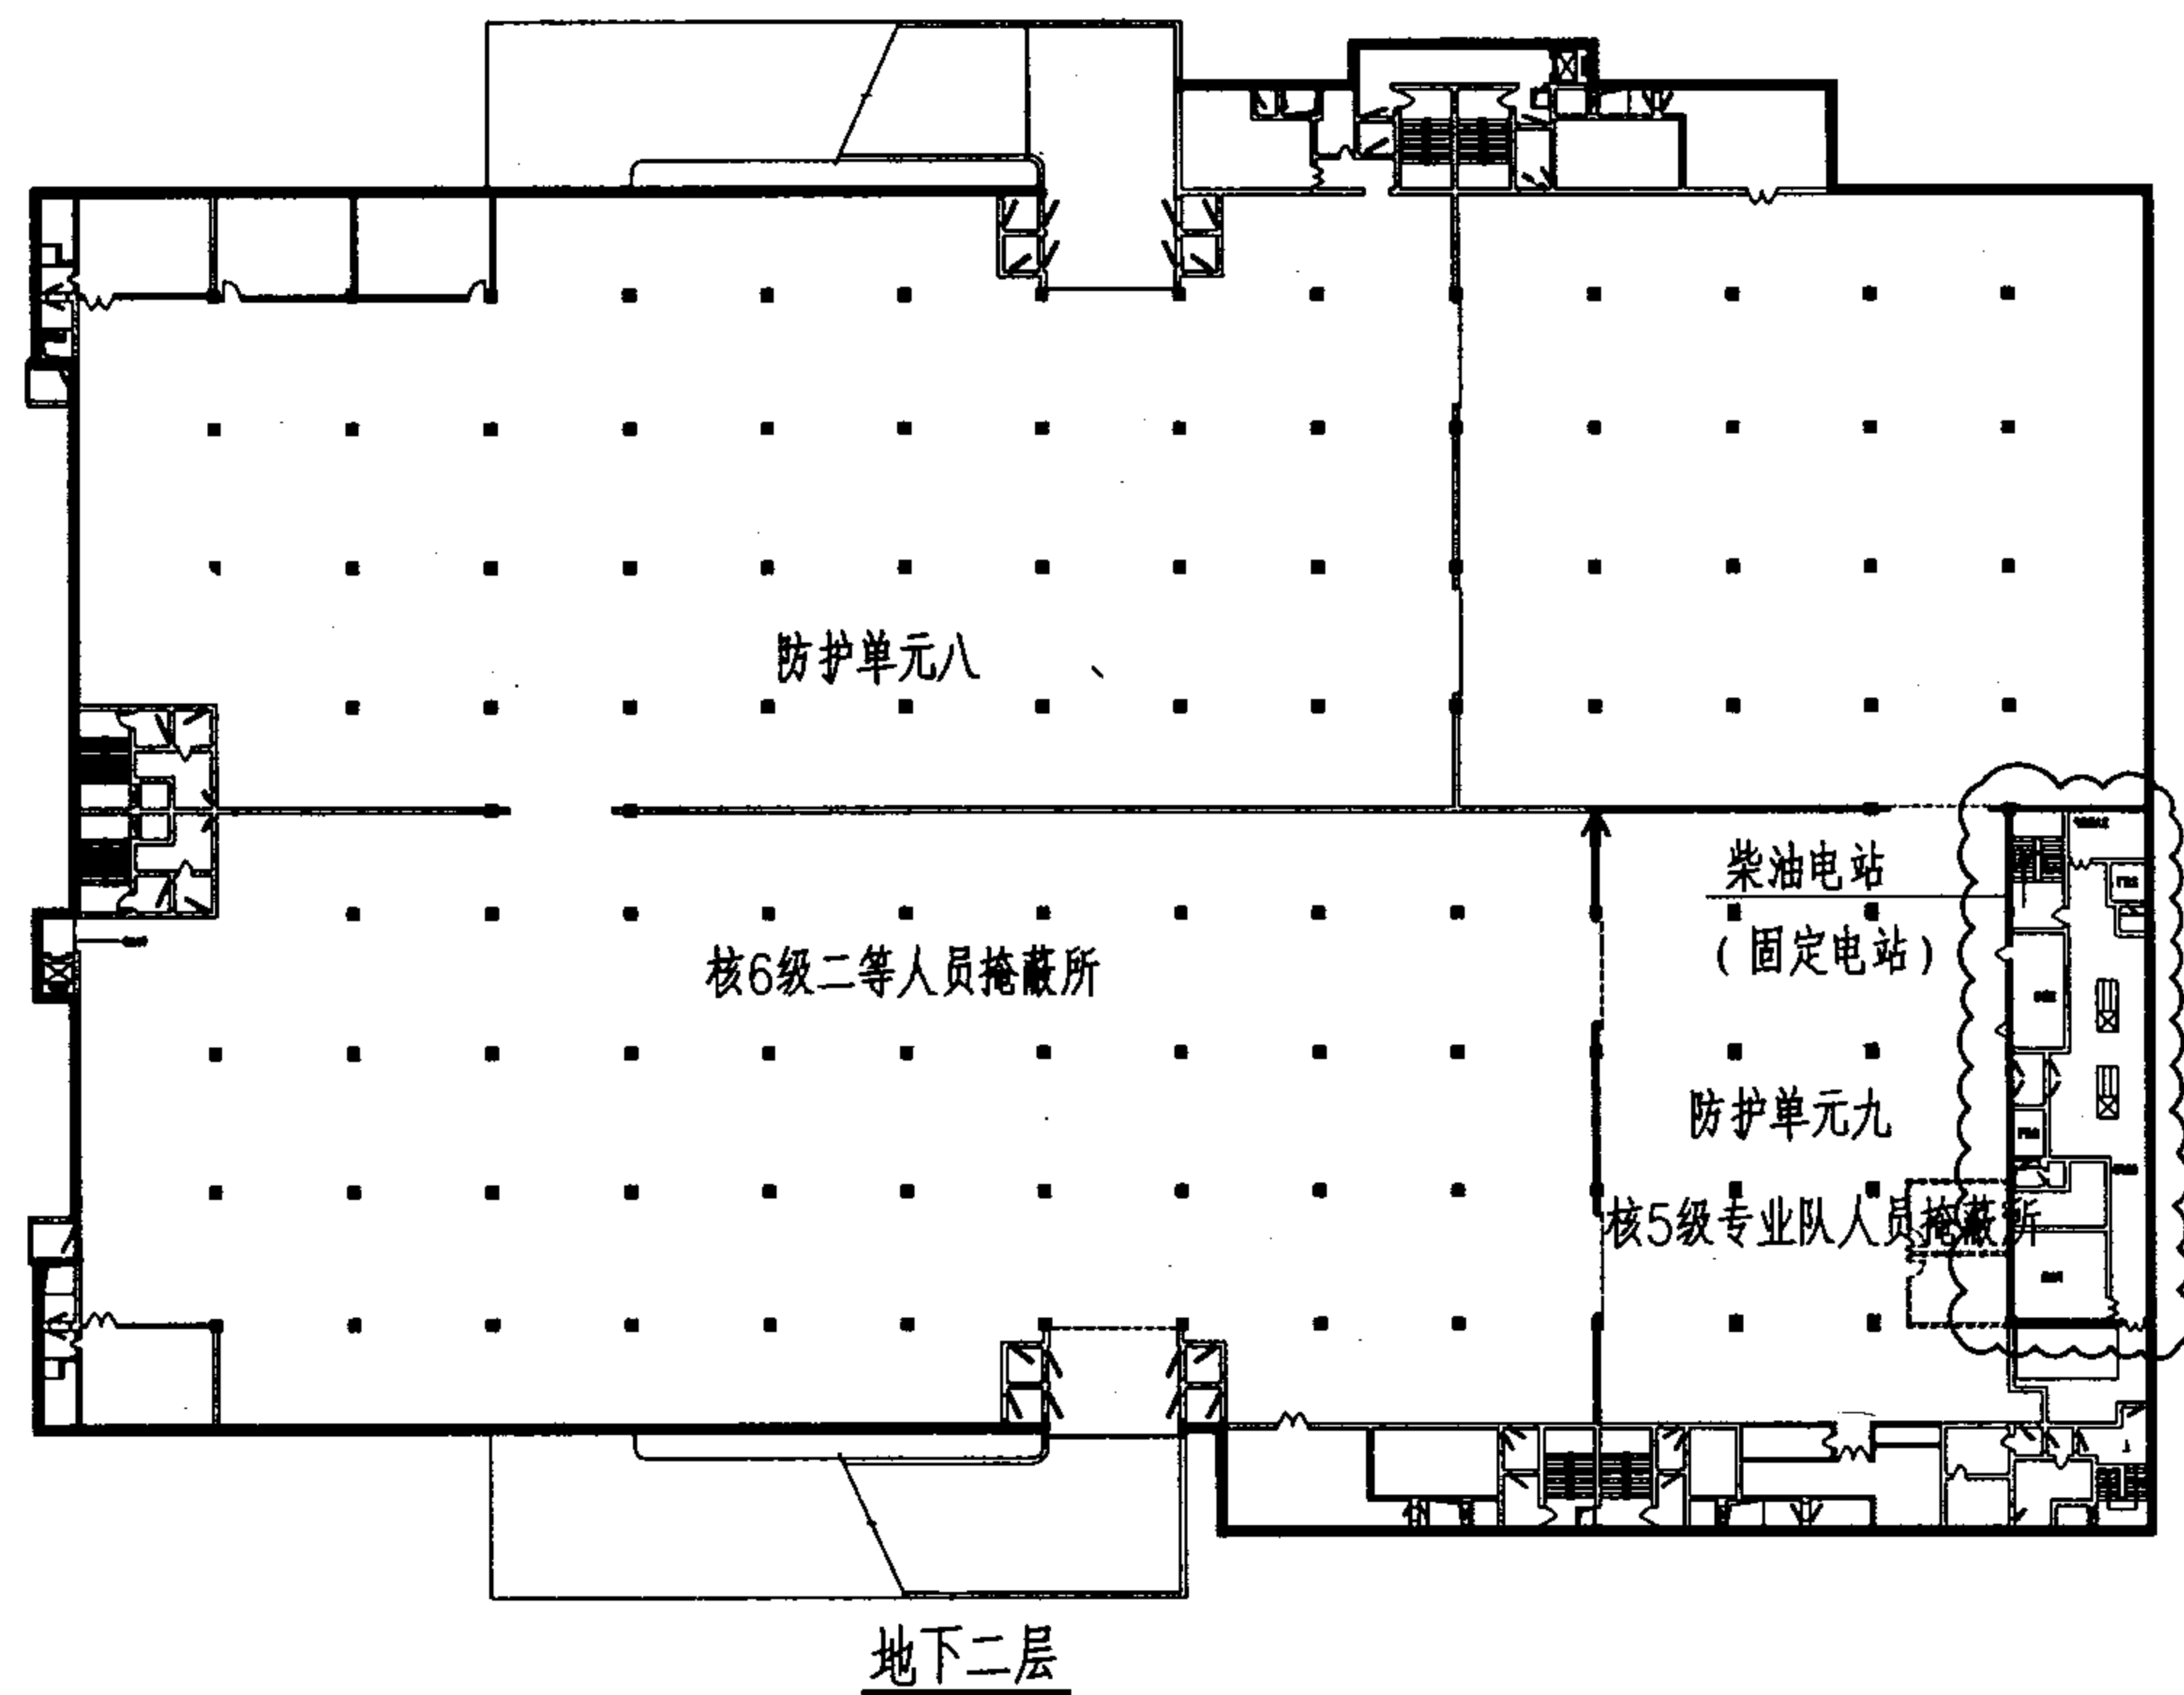 防护单元八
柴油电站
核6级二等人员掩蔽所
(固定电站)
防护单元九
核5级专业队人员掩蔽所
地下二层